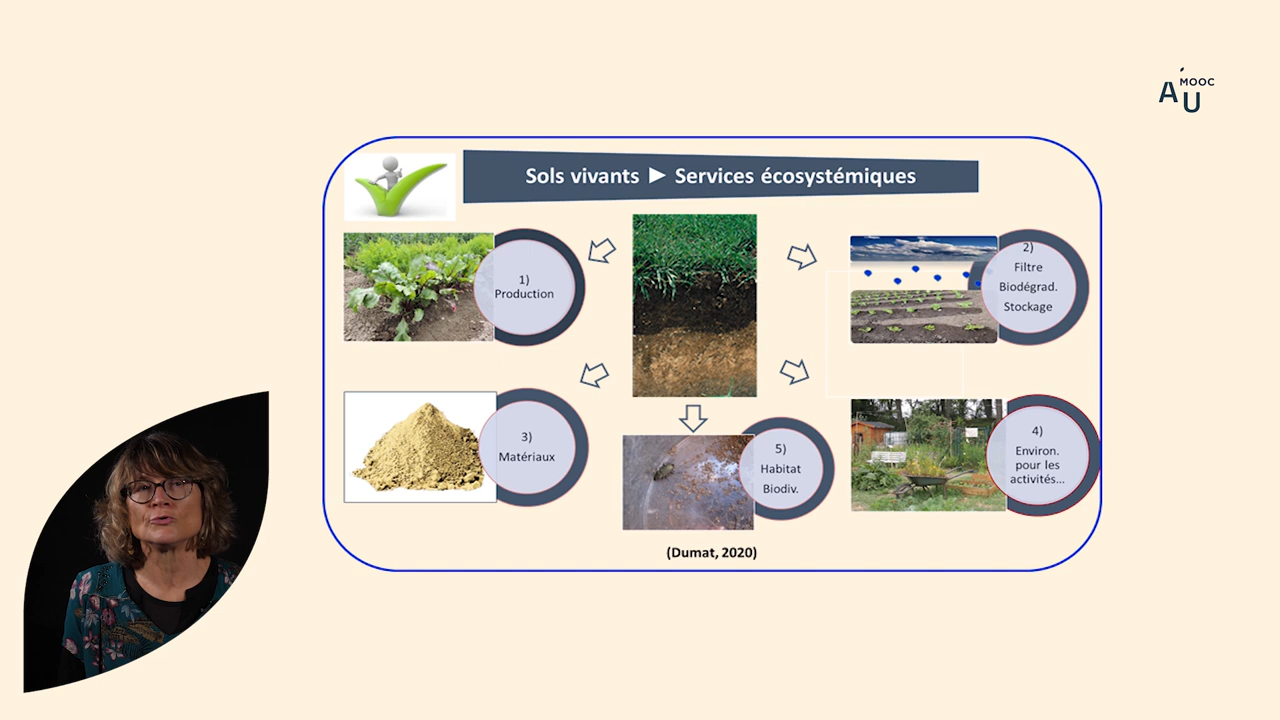 MOOC
AU
Sols vivants ► Services écosystémiques
1)
Production
2)
Filtre
Biodégrad.
Stockage
3)
Matériaux
4)
Environ.
pour les
activités...
5)
Habitat
Biodiv.
(Dumat, 2020)